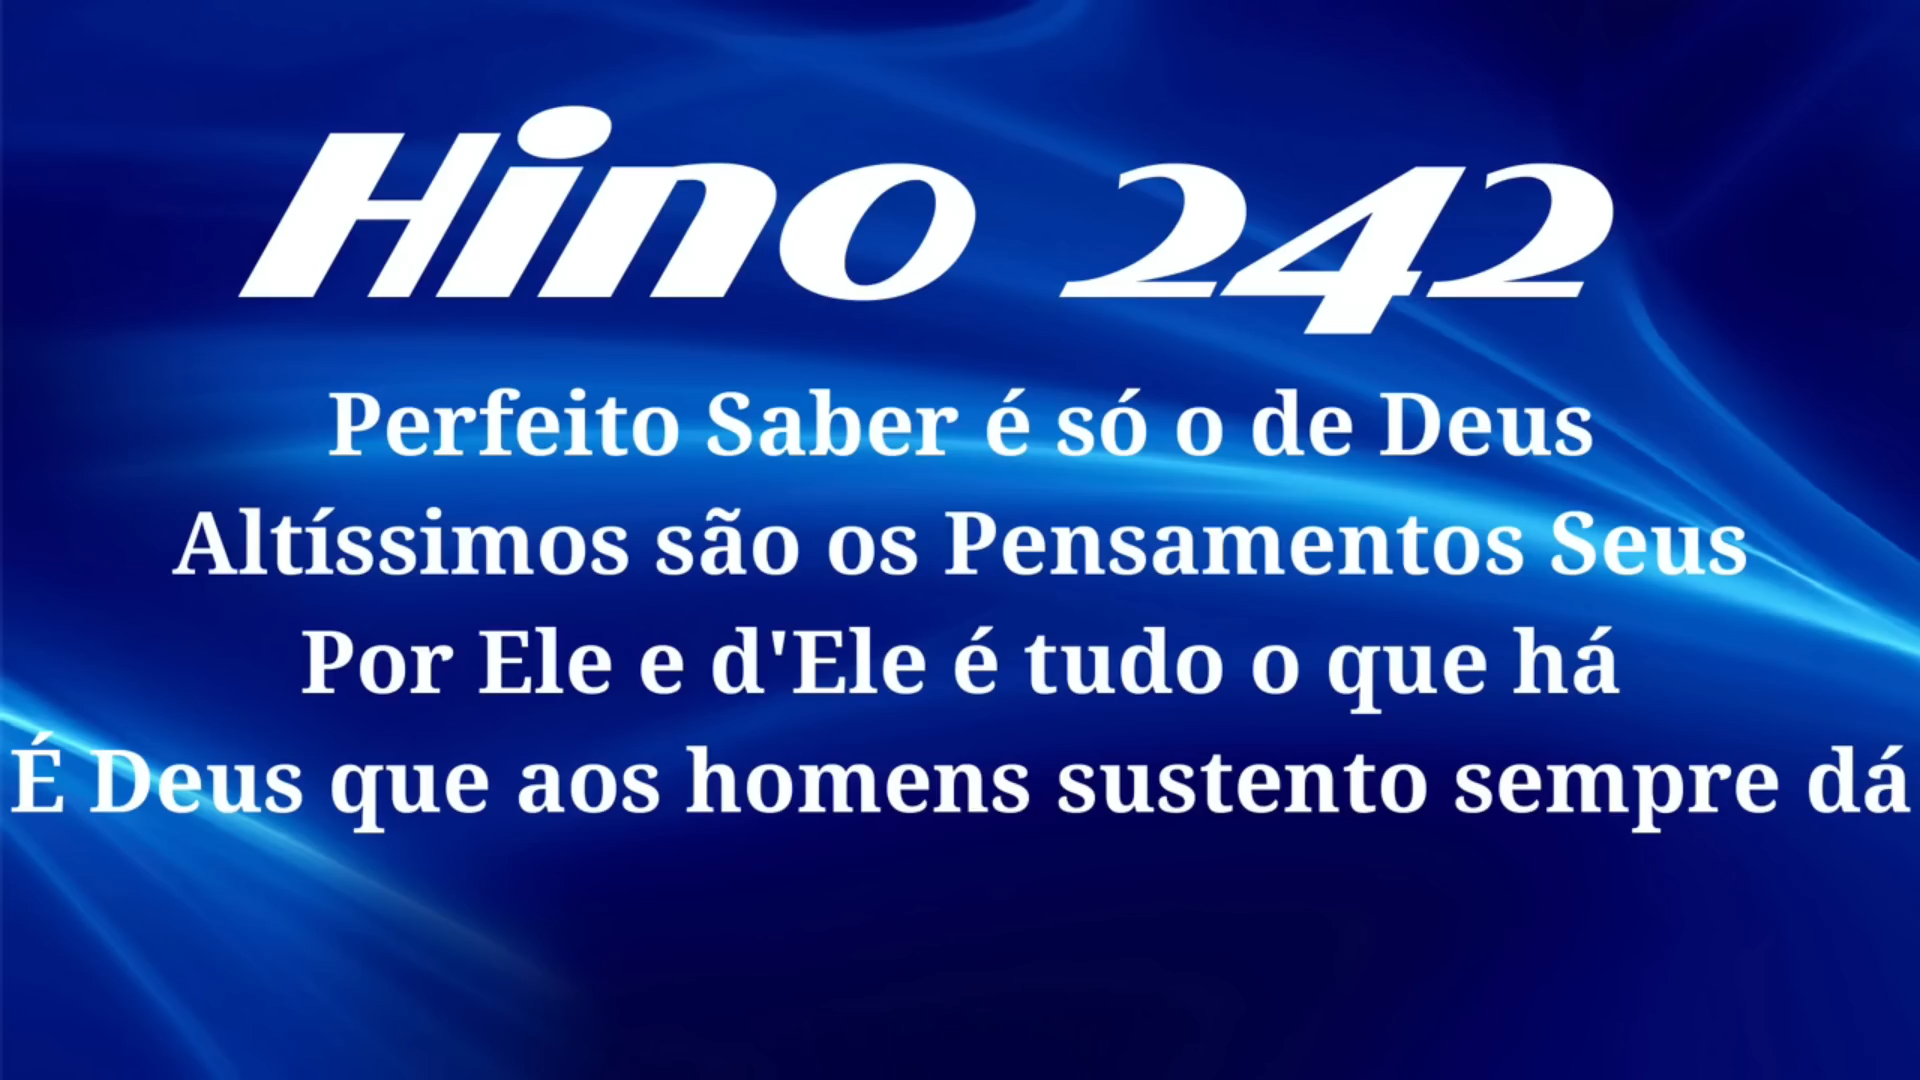 Hino 242
Perfeito Saber é só o de Deus
Altíssimos são os Pensamentos Seus
Por Ele e d'Ele é tudo o que há
É Deus que aos homens sustento sempre dá